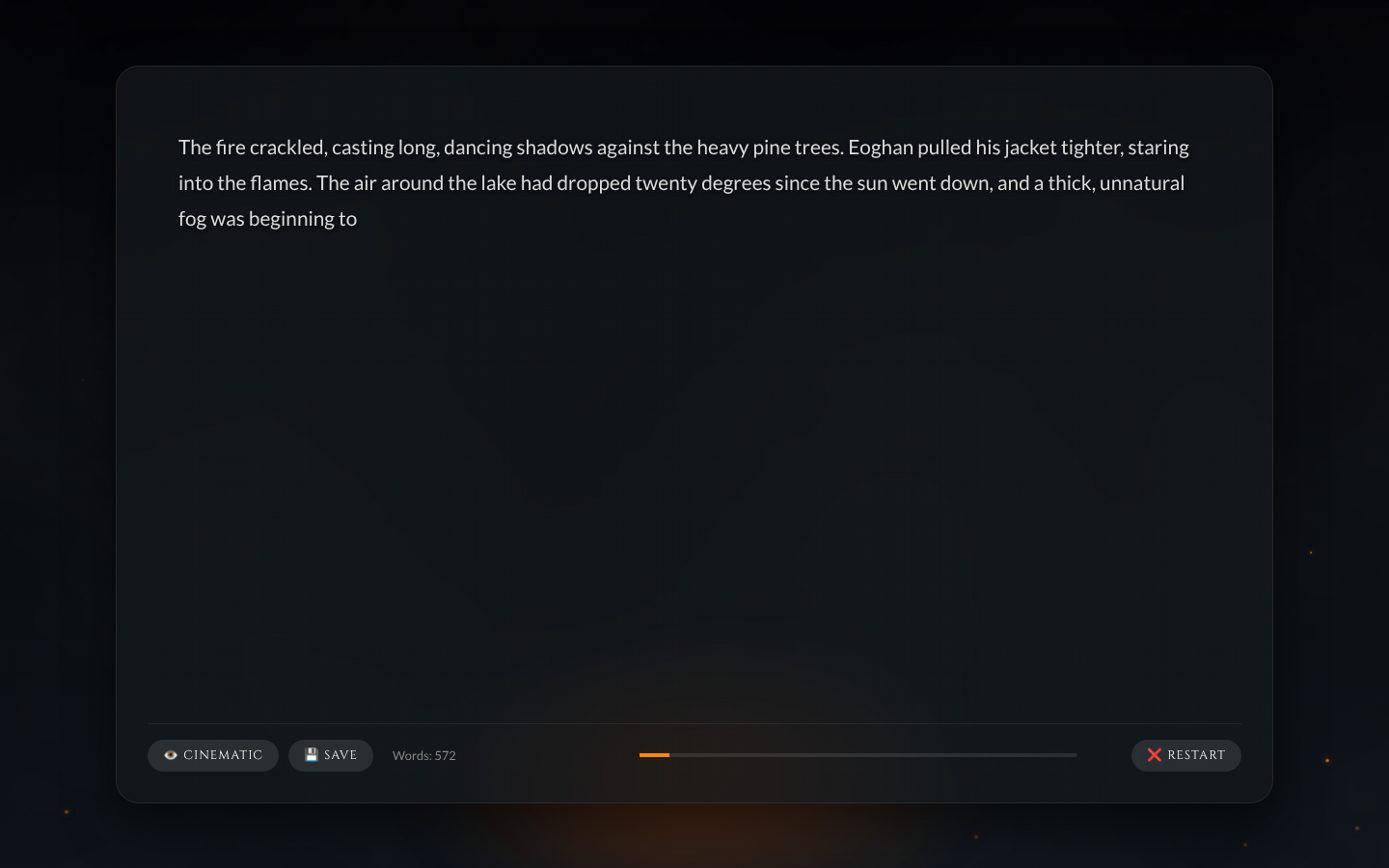 The fire crackled, casting long, dancing shadows against the heavy pine trees. Eoghan pulled his jacket tighter, staring
into the flames. The air around the lake had dropped twenty degrees since the sun went down, and a thick, unnatural
fog was beginning to
👁️ CINEMATIC 💾 SAVE Words: 572 ❌ RESTART